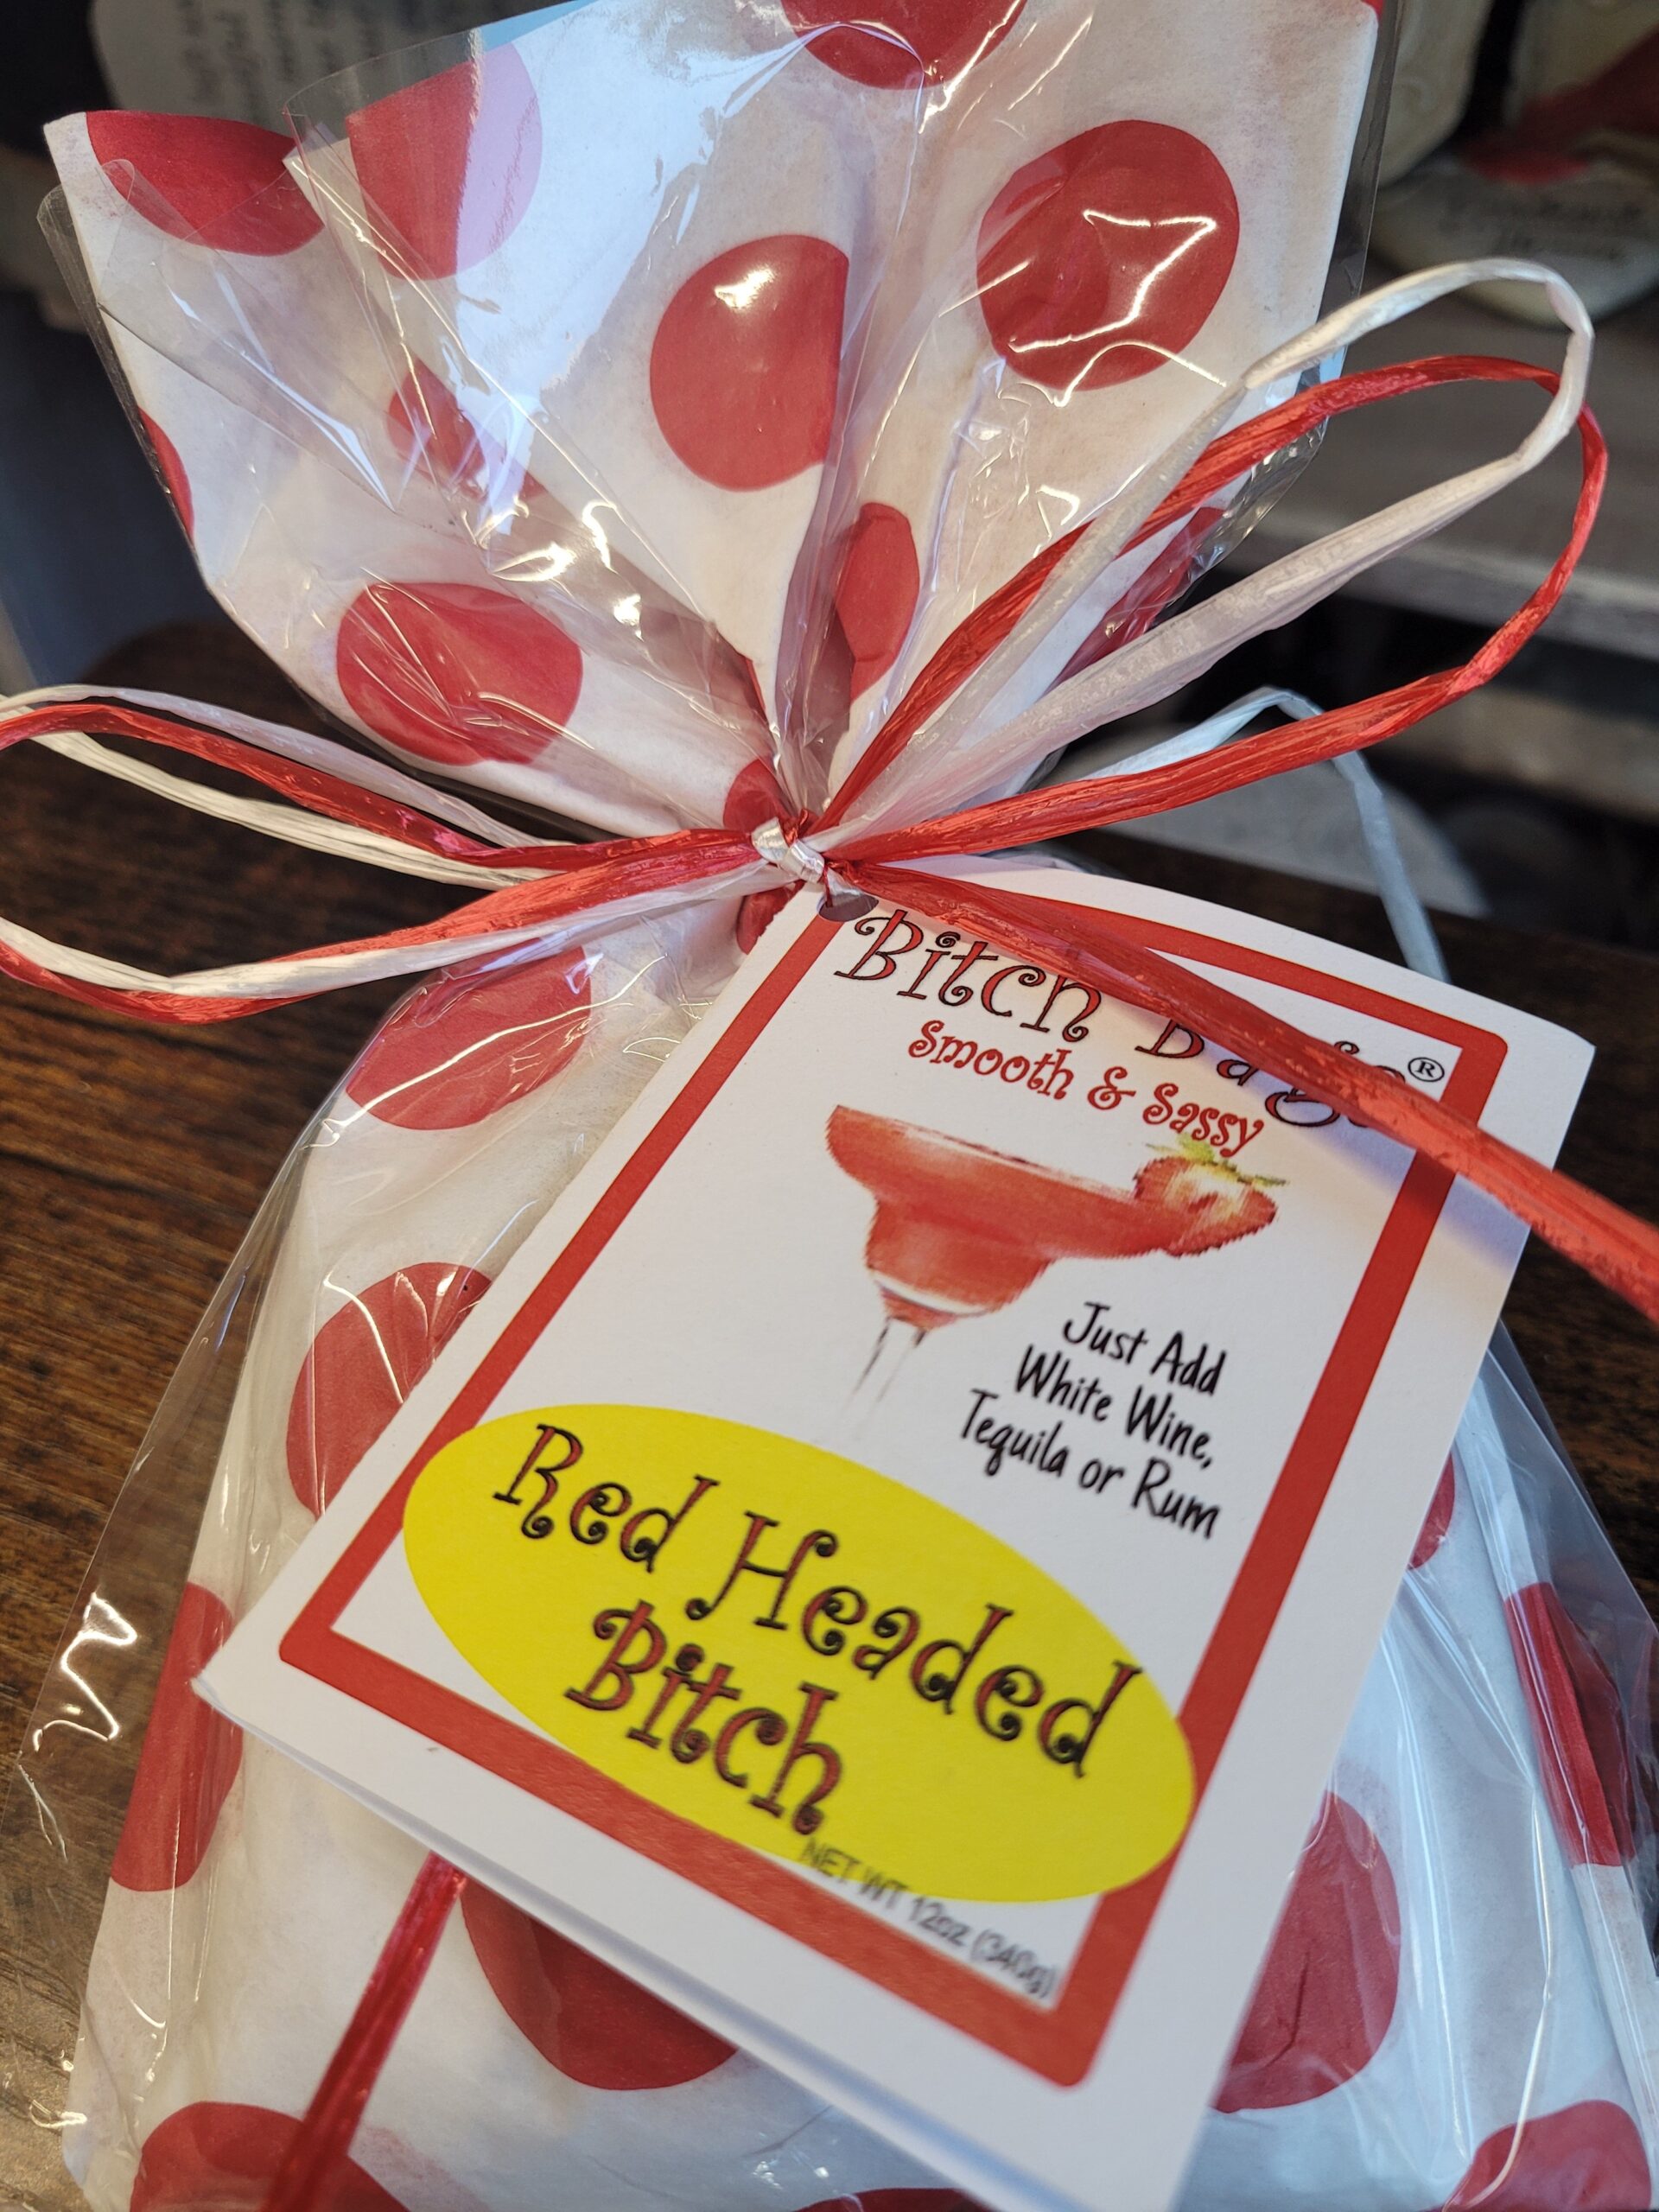 Bitch Bags®
Smooth & Sassy
Just Add
White Wine,
Tequila or Rum
Red Headed
Bitch
NET WT 12oz (340g)